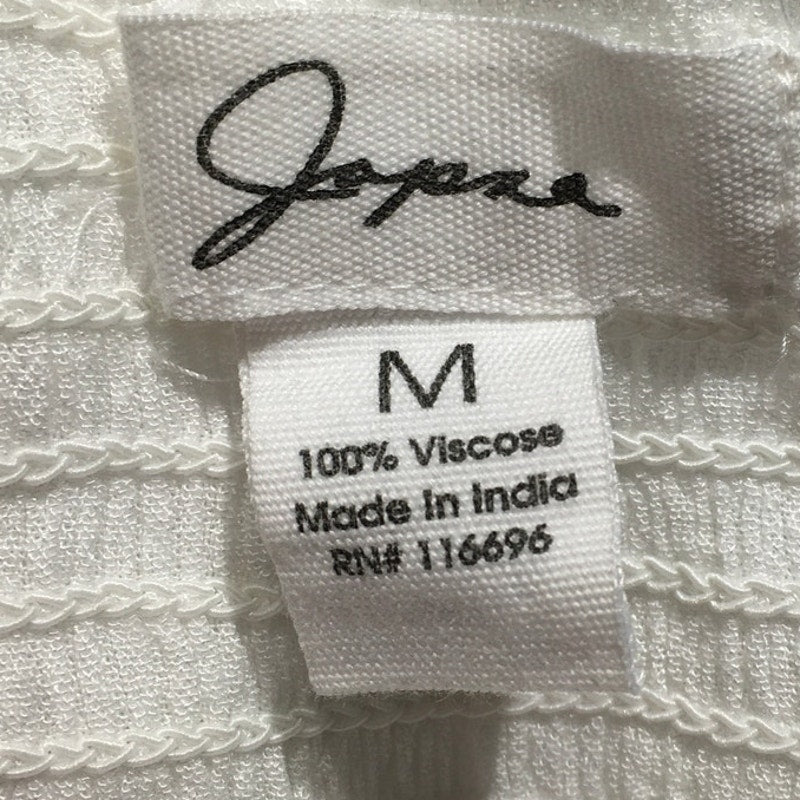 Japna
M
100% Viscose
Made In India
RN# 116696